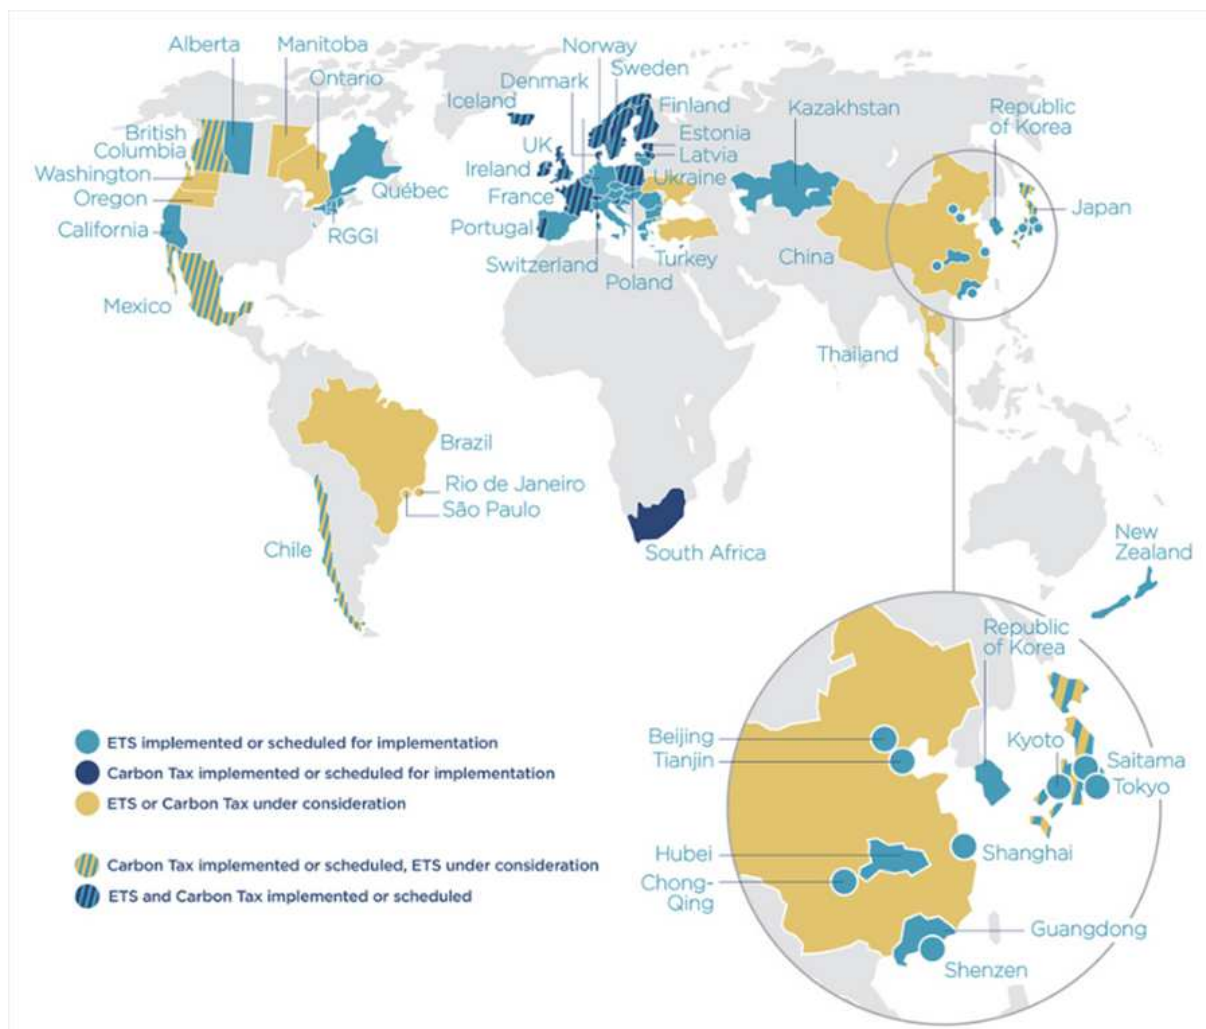 Alberta
Manitoba
Ontario
British
Columbia
Washington
Oregon
California
Québec
RGGI
Mexico
Norway
Denmark
Sweden
Iceland
Finland
UK
Estonia
Ireland
Latvia
Ukraine
France
Portugal
Switzerland
Turkey
Poland
Kazakhstan
Republic
of Korea
Japan
China
Thailand
Brazil
Rio de Janeiro
São Paulo
Chile
South Africa
New
Zealand
Republic
of Korea
Beijing
Tianjin
Kyoto
Saitama
Tokyo
Hubei
Shanghai
Chong-
Qing
Guangdong
Shenzen
ETS implemented or scheduled for implementation
Carbon Tax implemented or scheduled for implementation
ETS or Carbon Tax under consideration
Carbon Tax implemented or scheduled, ETS under consideration
ETS and Carbon Tax implemented or scheduled